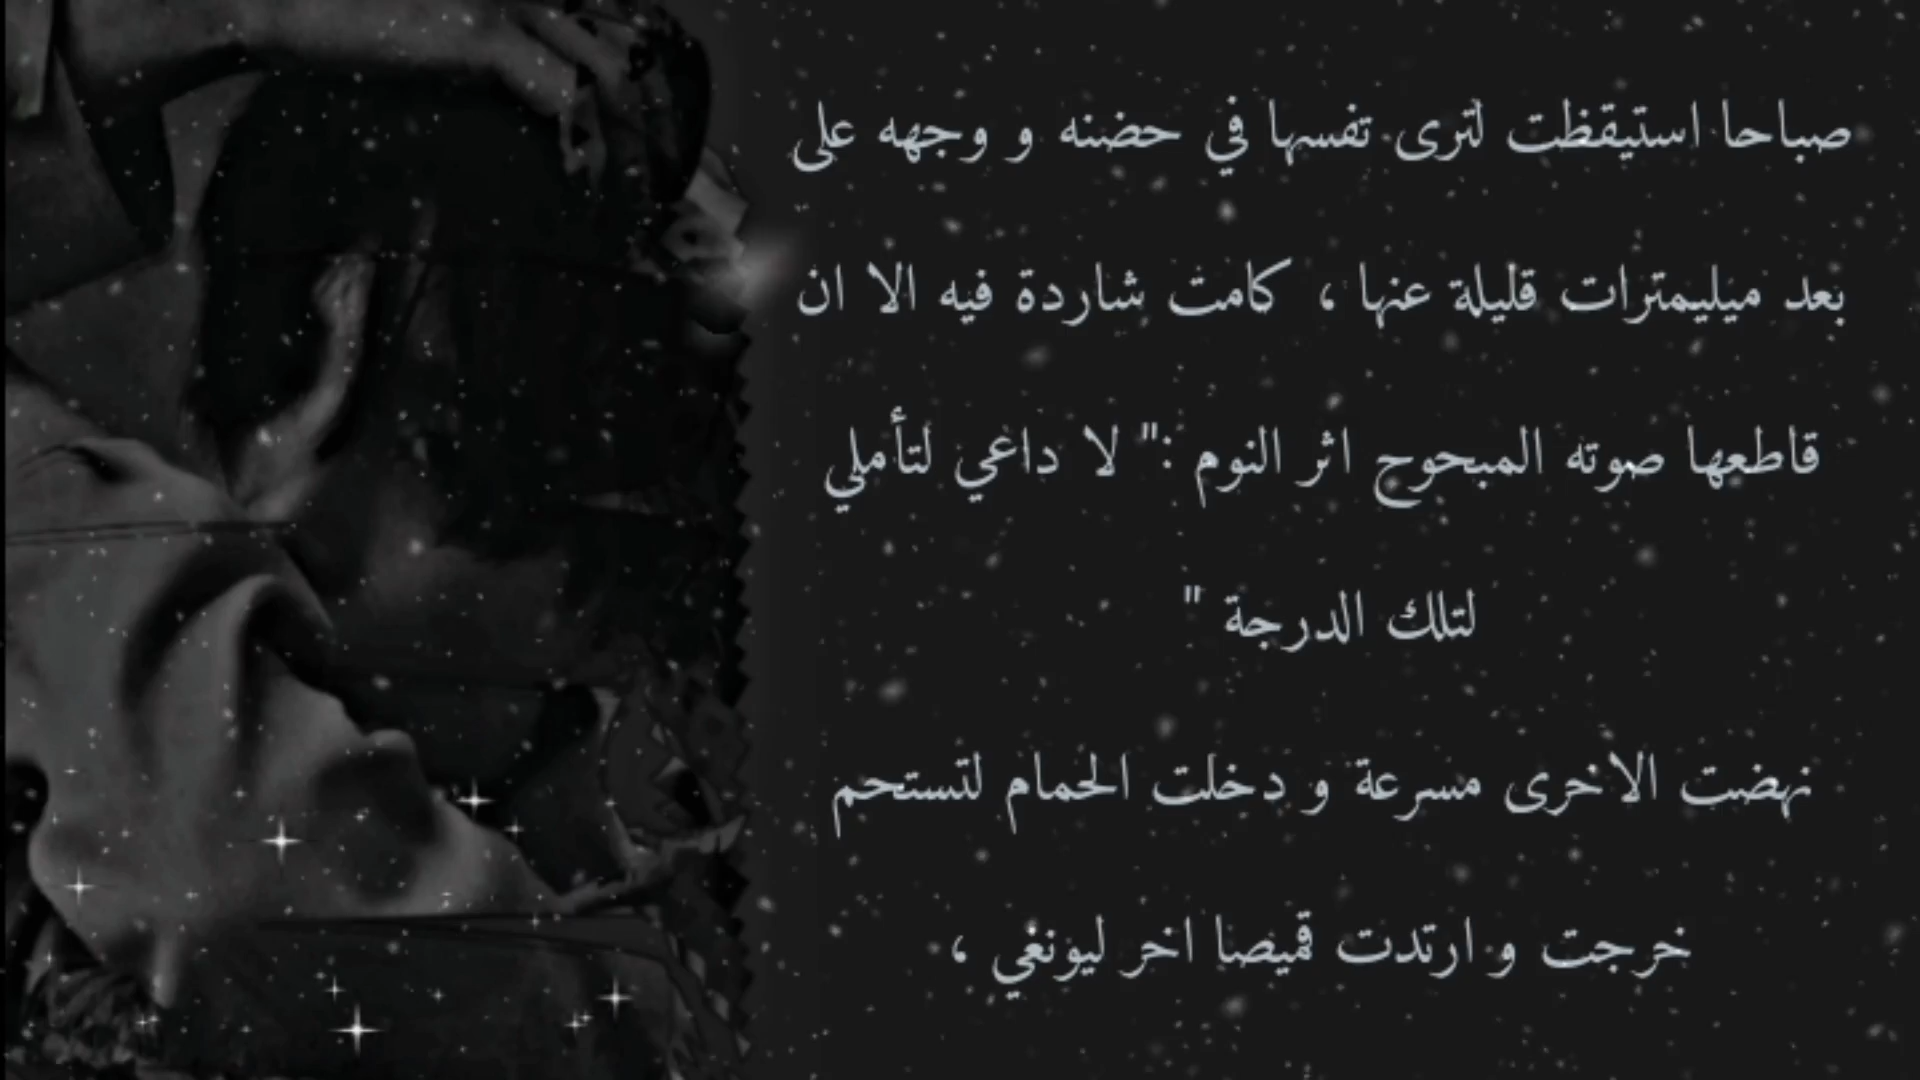 صباحا استيقظت لترى تفسها في حضنه و وجهه على
بعد ميليمترات قليلة عنها ، كامت شاردة فيه الا ان
قاطعها صوته المبحوح اثر النوم :" لا داعي لتأملي
لتلك الدرجة "
نهضت الاخرى مسرعة و دخلت الحمام لتستحم
خرجت و ارتدت قميصا اخر ليونغي ،